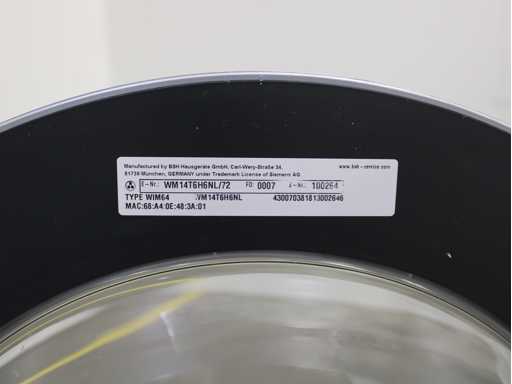 Manufactured by BSH Hausgeräte GmbH, Carl-Wery-Straße 34, www.bsh-service.com
81739 München, GERMANY under Trademark License of Siemens AG
E-Nr.: WM14T6H6NL/72 FD: 0007 Z-Nr.: 100264
TYPE WIM64 .VM14T6H6NL 430070381813002646
MAC:68:A4:0E:48:3A:01